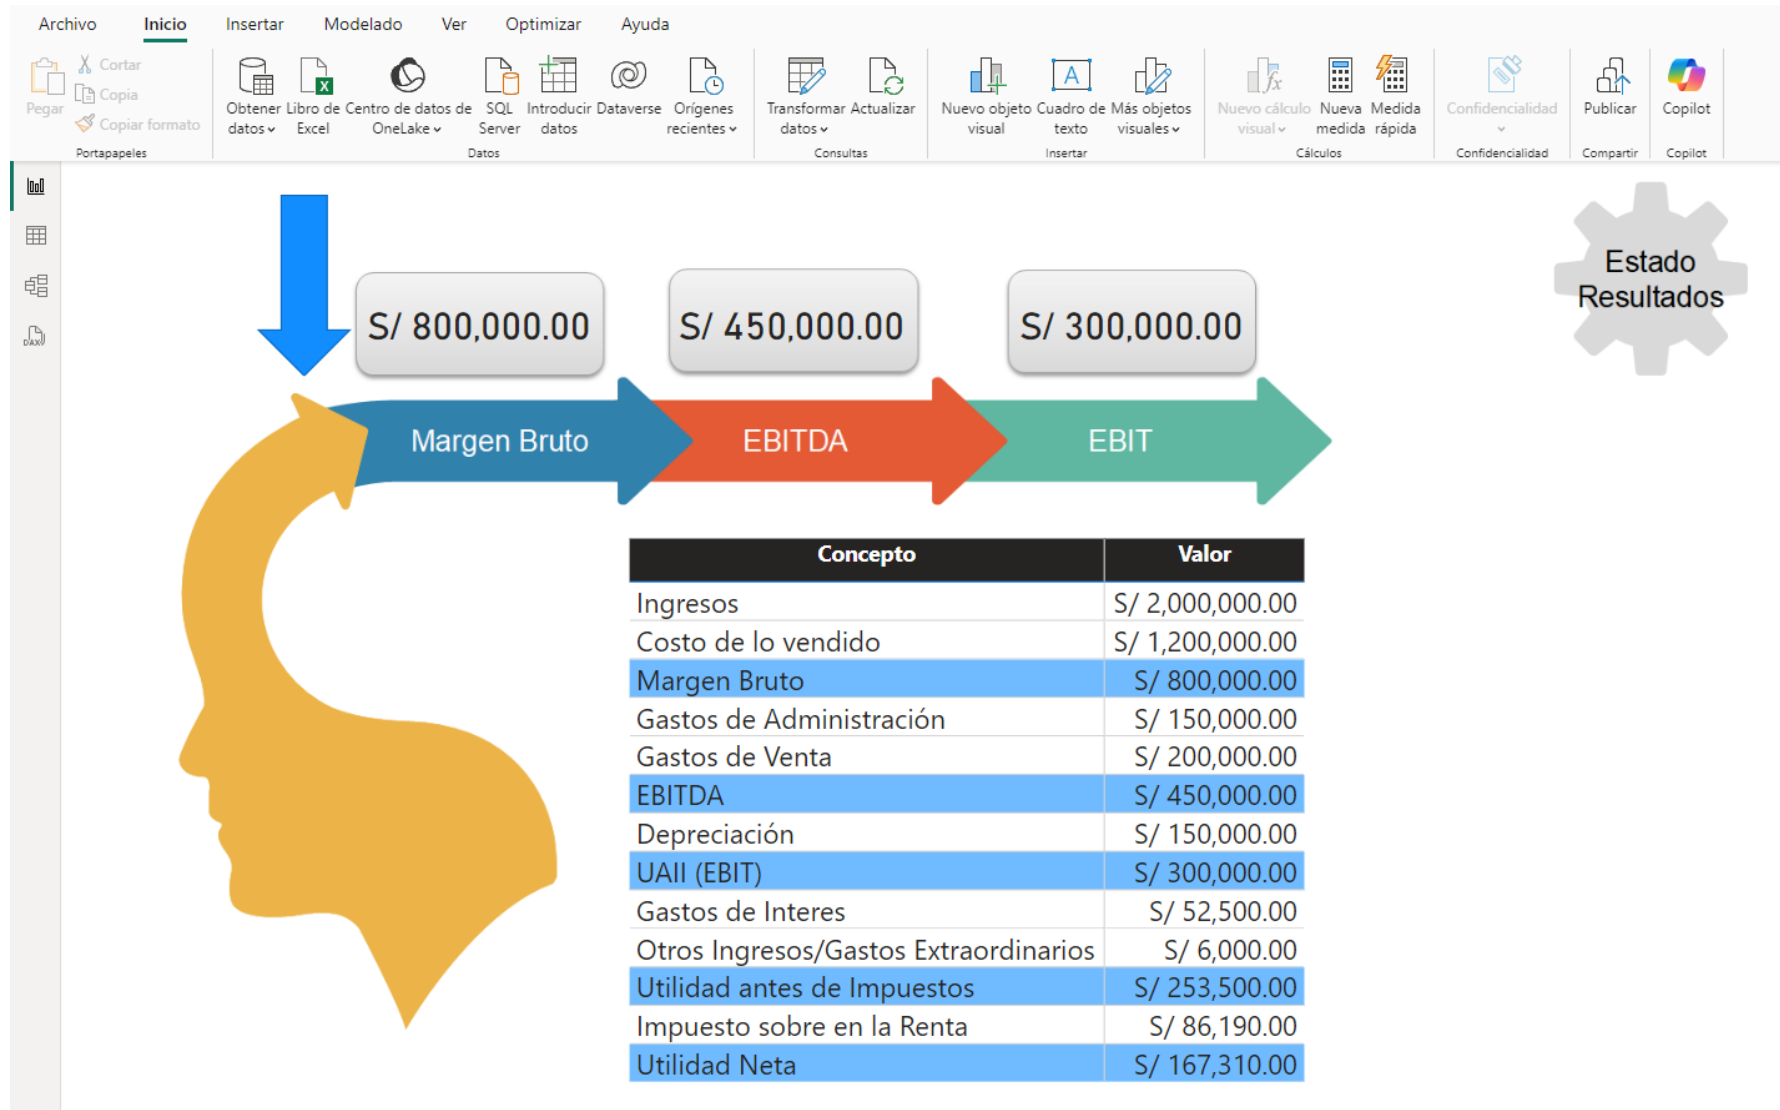 Archivo Inicio Insertar Modelado Ver Optimizar Ayuda
Pegar
Cortar
Copia
Copiar formato
Portapapeles
Obtener datos
Libro de Excel
Centro de datos de OneLake
SQL Server
Introducir datos
Dataverse
Orígenes recientes
Datos
Transformar datos
Actualizar
Consultas
Nuevo objeto visual
Cuadro de texto
Más objetos visuales
Insertar
Nuevo cálculo visual
Nueva medida
Medida rápida
Cálculos
Confidencialidad
Confidencialidad
Publicar
Compartir
Copilot
Copilot
DAX
Estado
Resultados
S/ 800,000.00
S/ 450,000.00
S/ 300,000.00
Margen Bruto
EBITDA
EBIT
Concepto Valor
Ingresos S/ 2,000,000.00
Costo de lo vendido S/ 1,200,000.00
Margen Bruto S/ 800,000.00
Gastos de Administración S/ 150,000.00
Gastos de Venta S/ 200,000.00
EBITDA S/ 450,000.00
Depreciación S/ 150,000.00
UAII (EBIT) S/ 300,000.00
Gastos de Interes S/ 52,500.00
Otros Ingresos/Gastos Extraordinarios S/ 6,000.00
Utilidad antes de Impuestos S/ 253,500.00
Impuesto sobre en la Renta S/ 86,190.00
Utilidad Neta S/ 167,310.00